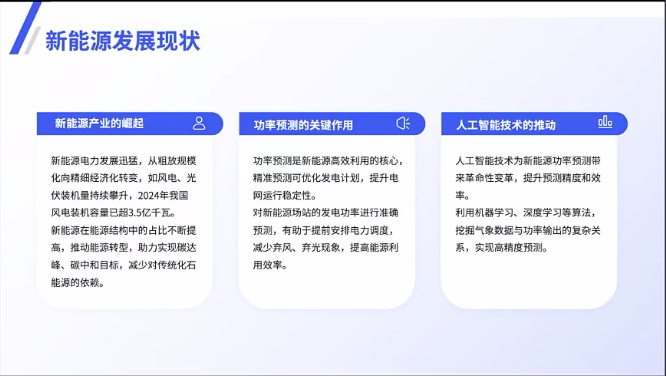 新能源发展现状
新能源产业的崛起
新能源电力发展迅猛，从粗放规模
化向精细经济化转变，如风电、光
伏装机量持续攀升，2024年我国
风电装机容量已超3.5亿千瓦。
新能源在能源结构中的占比不断提
高，推动能源转型，助力实现碳达
峰、碳中和目标，减少对传统化石
能源的依赖。
功率预测的关键作用
功率预测是新能源高效利用的核心，
精准预测可优化发电计划，提升电
网运行稳定性。
对新能源场站的发电功率进行准确
预测，有助于提前安排电力调度，
减少弃风、弃光现象，提高能源利
用效率。
人工智能技术的推动
人工智能技术为新能源功率预测带
来革命性变革，提升预测精度和效
率。
利用机器学习、深度学习等算法，
挖掘气象数据与功率输出的复杂关
系，实现高精度预测。